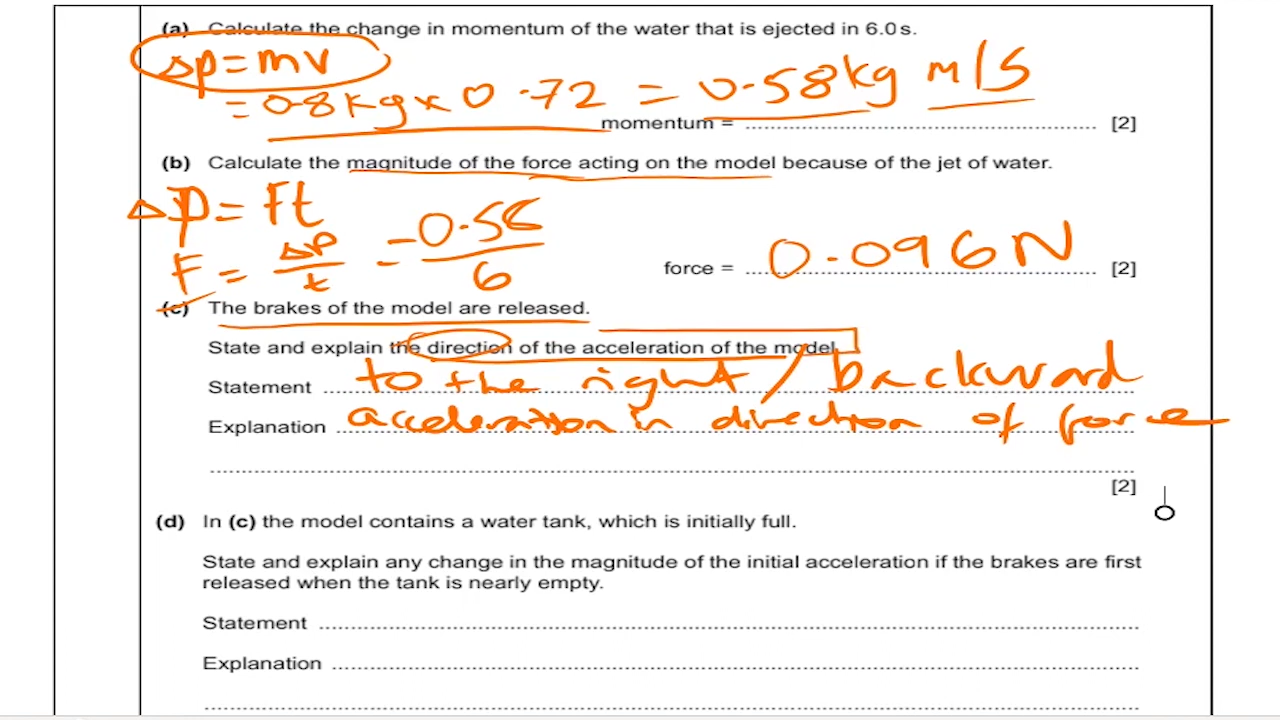 (a) Calculate the change in momentum of the water that is ejected in 6.0 s.
Δp = mv
= 0.8kg x 0.72 = 0.58kg m/s
momentum = ........................................ [2]
(b) Calculate the magnitude of the force acting on the model because of the jet of water.
Δp = Ft
F = Δp/t = 0.58/6
force = 0.096N [2]
(c) The brakes of the model are released.
State and explain the direction of the acceleration of the model.
Statement to the right / backward
Explanation acceleration in direction of force
[2]
(d) In (c) the model contains a water tank, which is initially full.
State and explain any change in the magnitude of the initial acceleration if the brakes are first
released when the tank is nearly empty.
Statement ........................................
Explanation ........................................